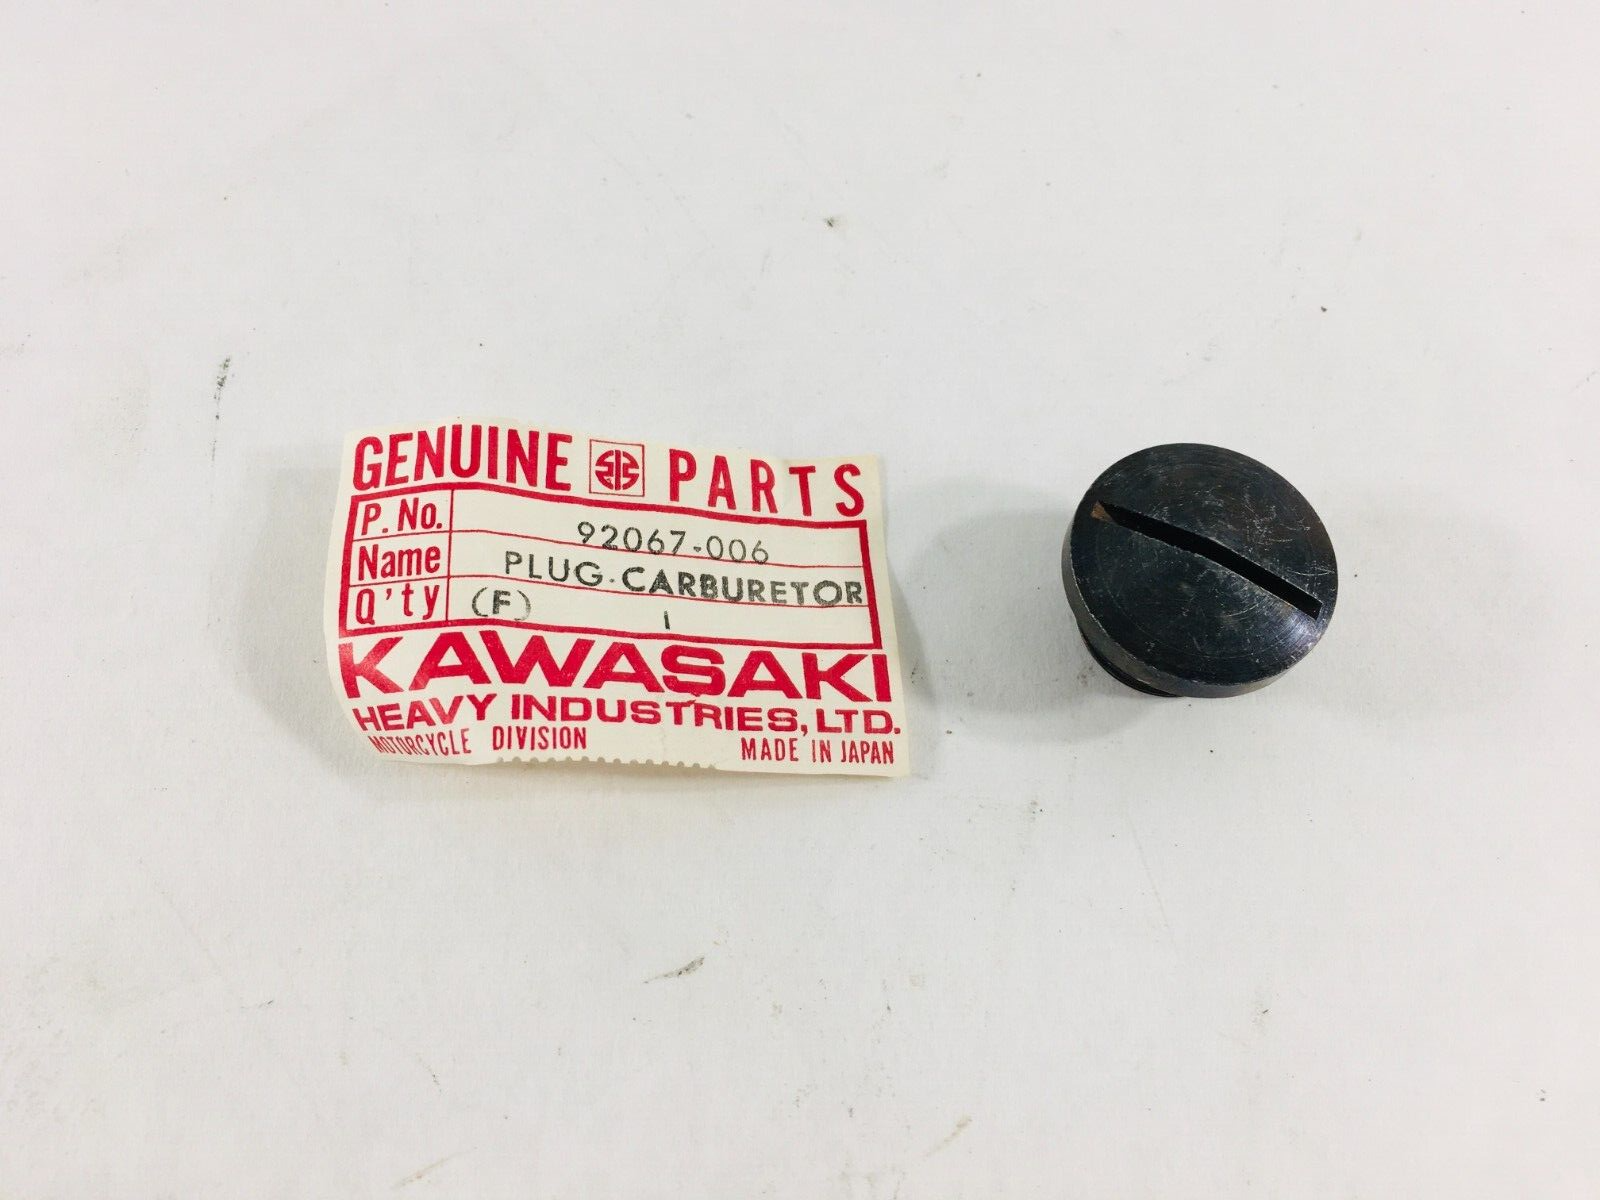 GENUINE PARTS
P. No. 92067-006
Name PLUG-CARBURETOR
Q'ty (F) 1
KAWASAKI
HEAVY INDUSTRIES, LTD.
MOTORCYCLE DIVISION MADE IN JAPAN